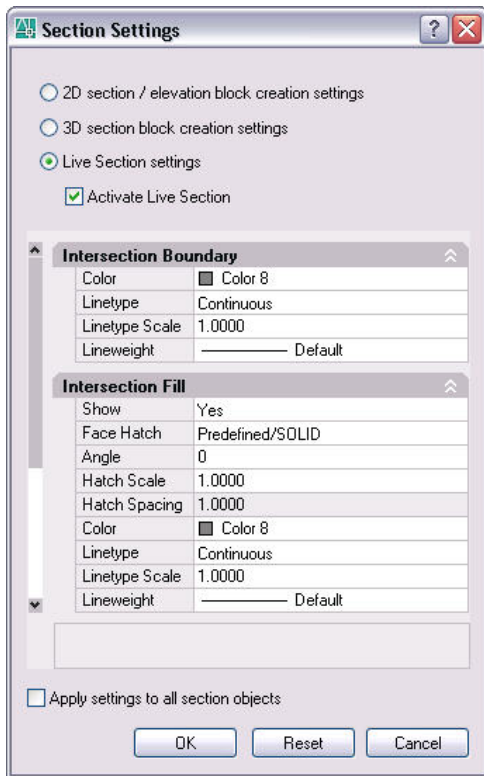 Section Settings
?
2D section / elevation block creation settings
3D section block creation settings
Live Section settings
Activate Live Section
Intersection Boundary
Color Color 8
Linetype Continuous
Linetype Scale 1.0000
Lineweight Default
Intersection Fill
Show Yes
Face Hatch Predefined/SOLID
Angle 0
Hatch Scale 1.0000
Hatch Spacing 1.0000
Color Color 8
Linetype Continuous
Linetype Scale 1.0000
Lineweight Default
Apply settings to all section objects
OK Reset Cancel